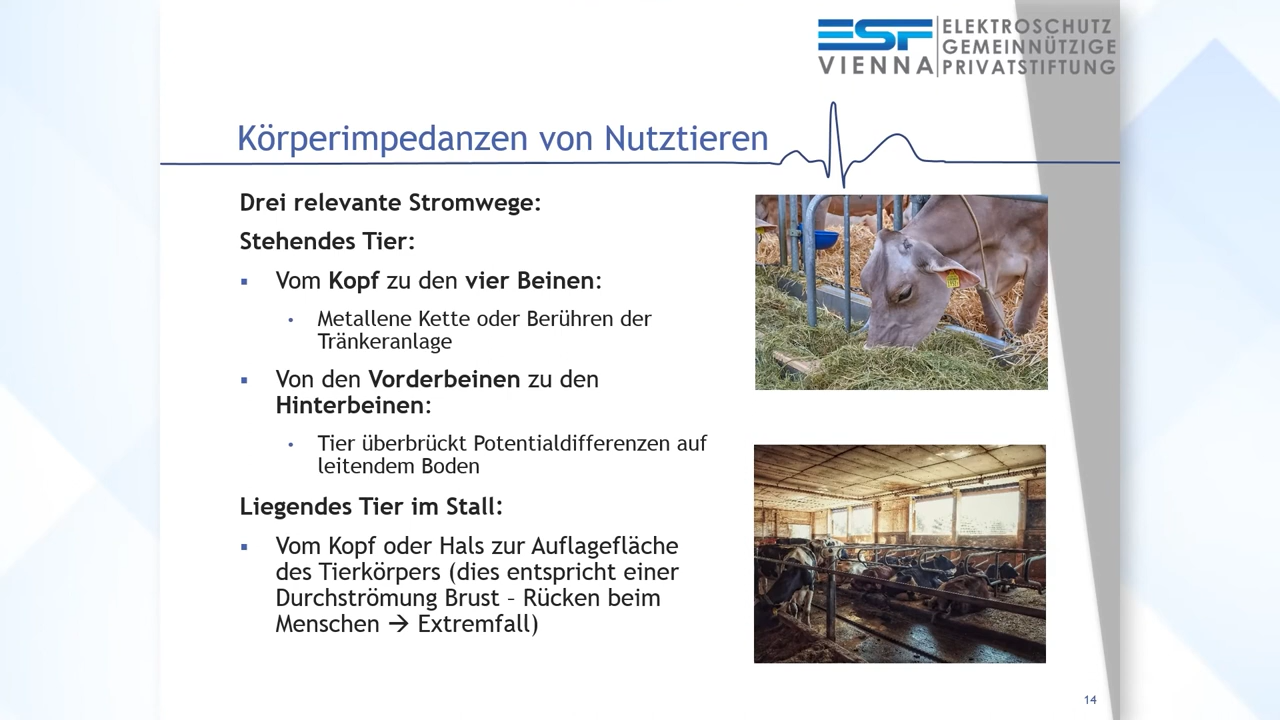 ESF VIENNA
ELEKTROSCHUTZ
GEMEINNÜTZIGE
PRIVATSTIFTUNG
Körperimpedanzen von Nutztieren
Drei relevante Stromwege:
Stehendes Tier:
▪ Vom Kopf zu den vier Beinen:
• Metallene Kette oder Berühren der
Tränkeranlage
▪ Von den Vorderbeinen zu den
Hinterbeinen:
• Tier überbrückt Potentialdifferenzen auf
leitendem Boden
Liegendes Tier im Stall:
▪ Vom Kopf oder Hals zur Auflagefläche
des Tierkörpers (dies entspricht einer
Durchströmung Brust – Rücken beim
Menschen → Extremfall)
14